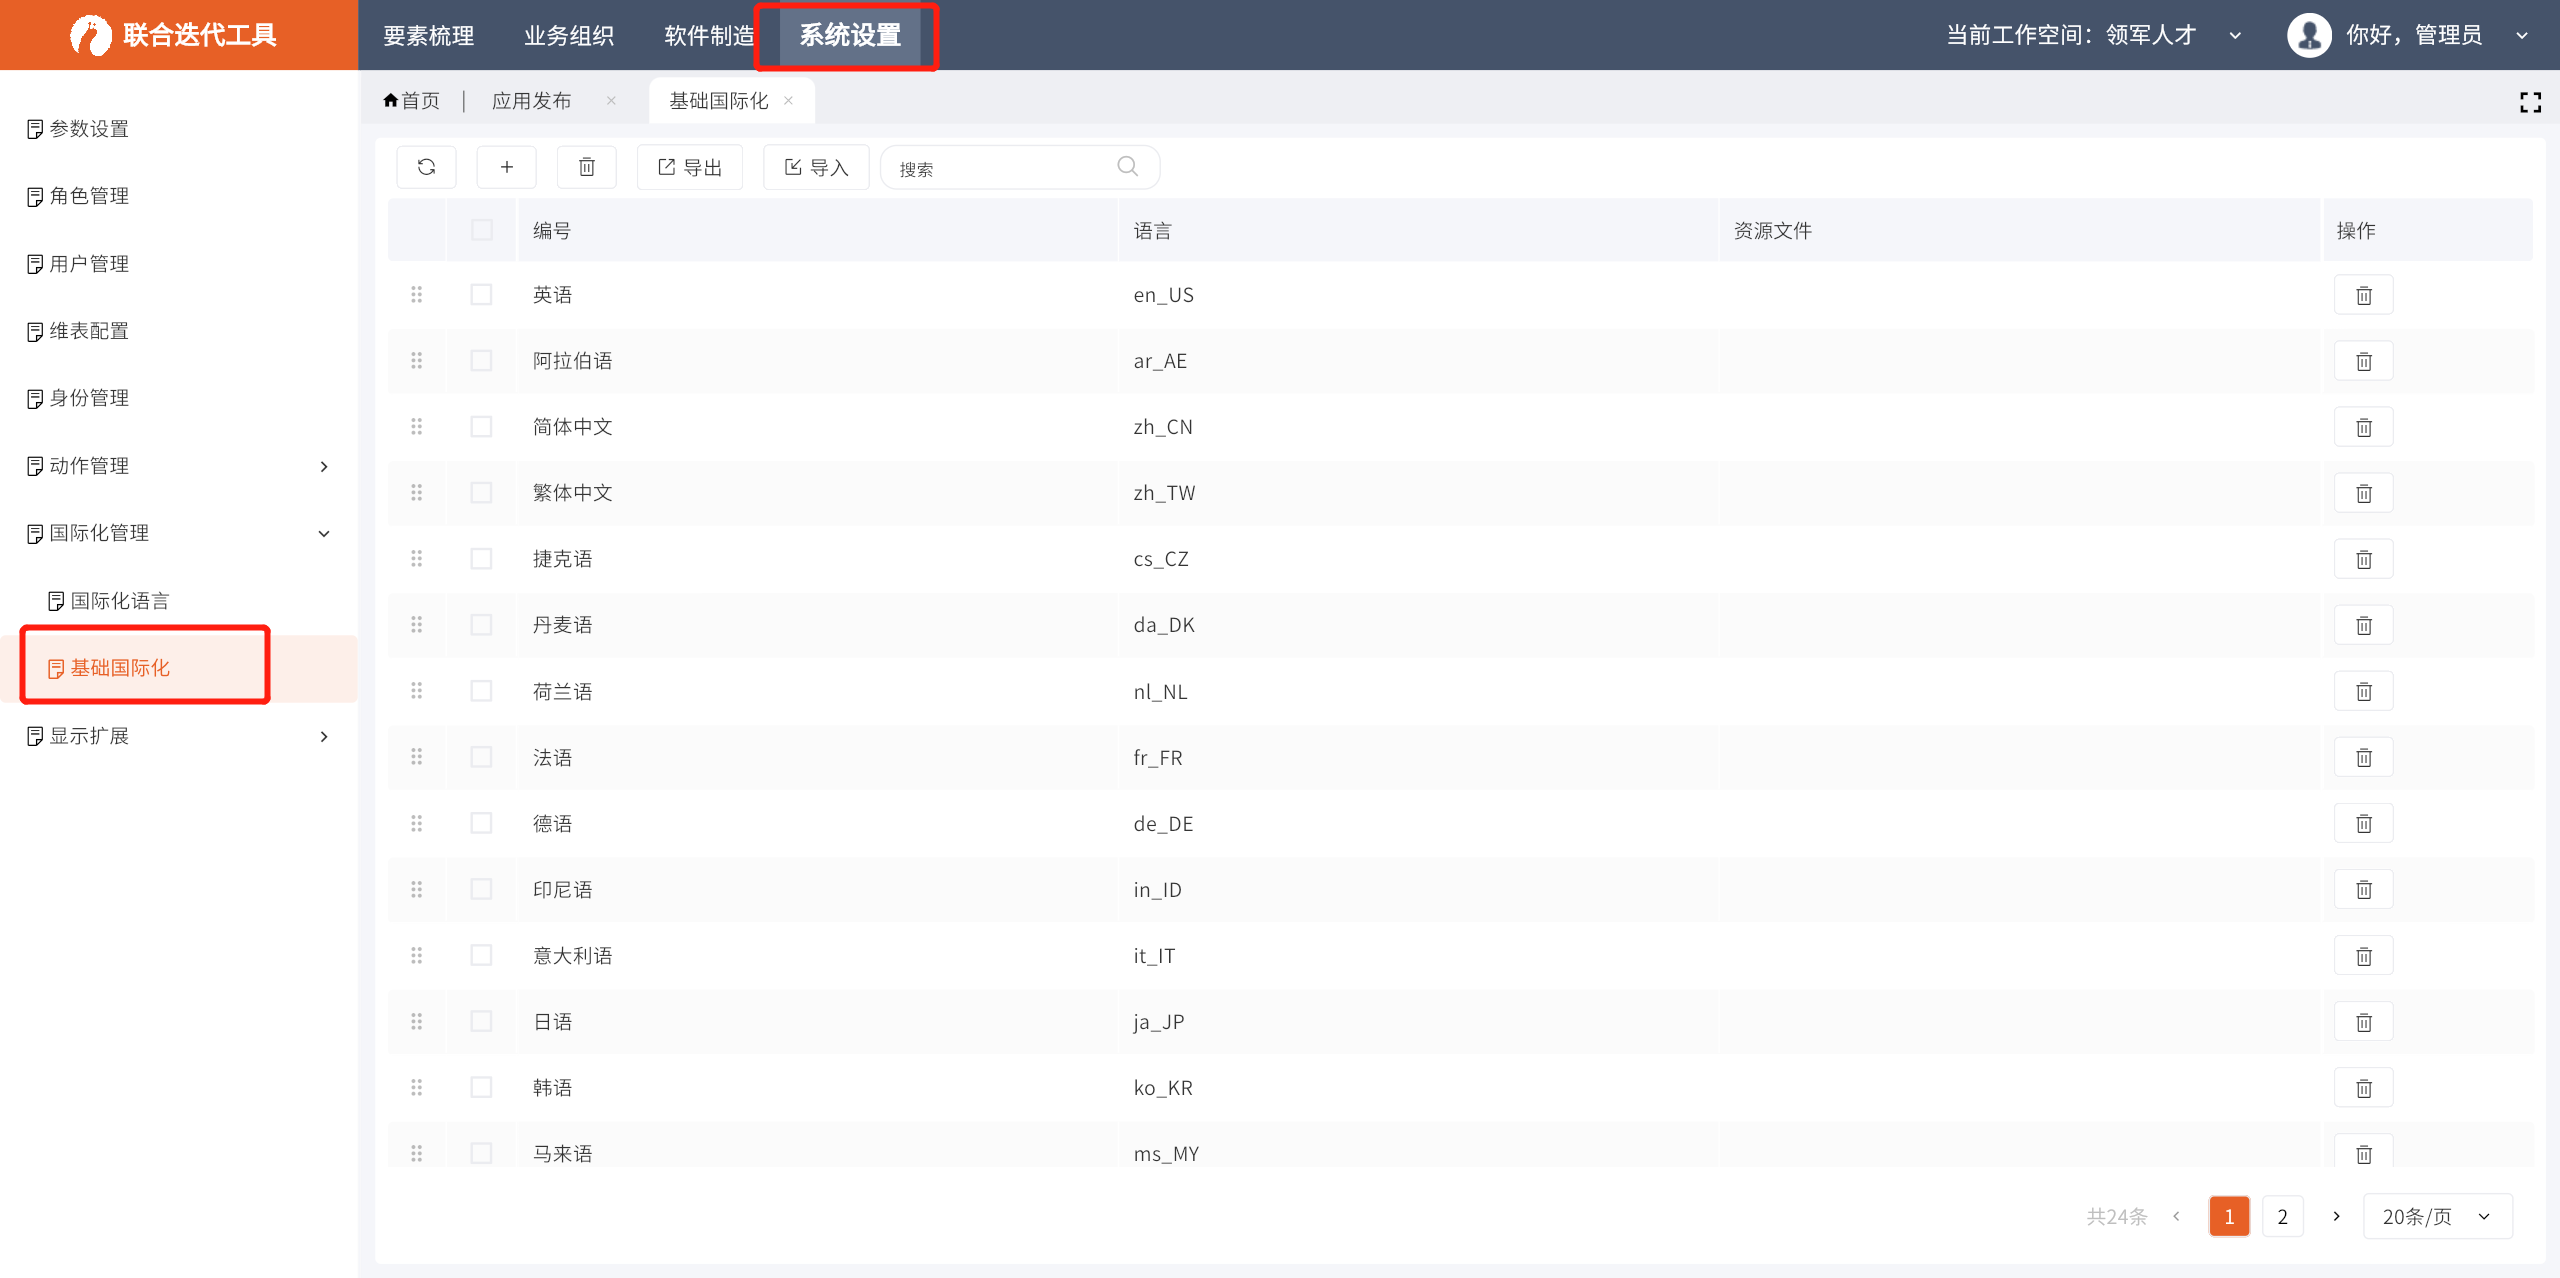 联合迭代工具 要素梳理 业务组织 软件制造 系统设置 当前工作空间：领军人才 你好，管理员
首页 | 应用发布 × 基础国际化 ×
参数设置
角色管理
用户管理
维表配置
身份管理
动作管理
国际化管理
国际化语言
基础国际化
显示扩展
导出 导入 搜索
编号 语言 资源文件 操作
英语 en_US
阿拉伯语 ar_AE
简体中文 zh_CN
繁体中文 zh_TW
捷克语 cs_CZ
丹麦语 da_DK
荷兰语 nl_NL
法语 fr_FR
德语 de_DE
印尼语 in_ID
意大利语 it_IT
日语 ja_JP
韩语 ko_KR
马来语 ms_MY
共24条 1 2 20条/页